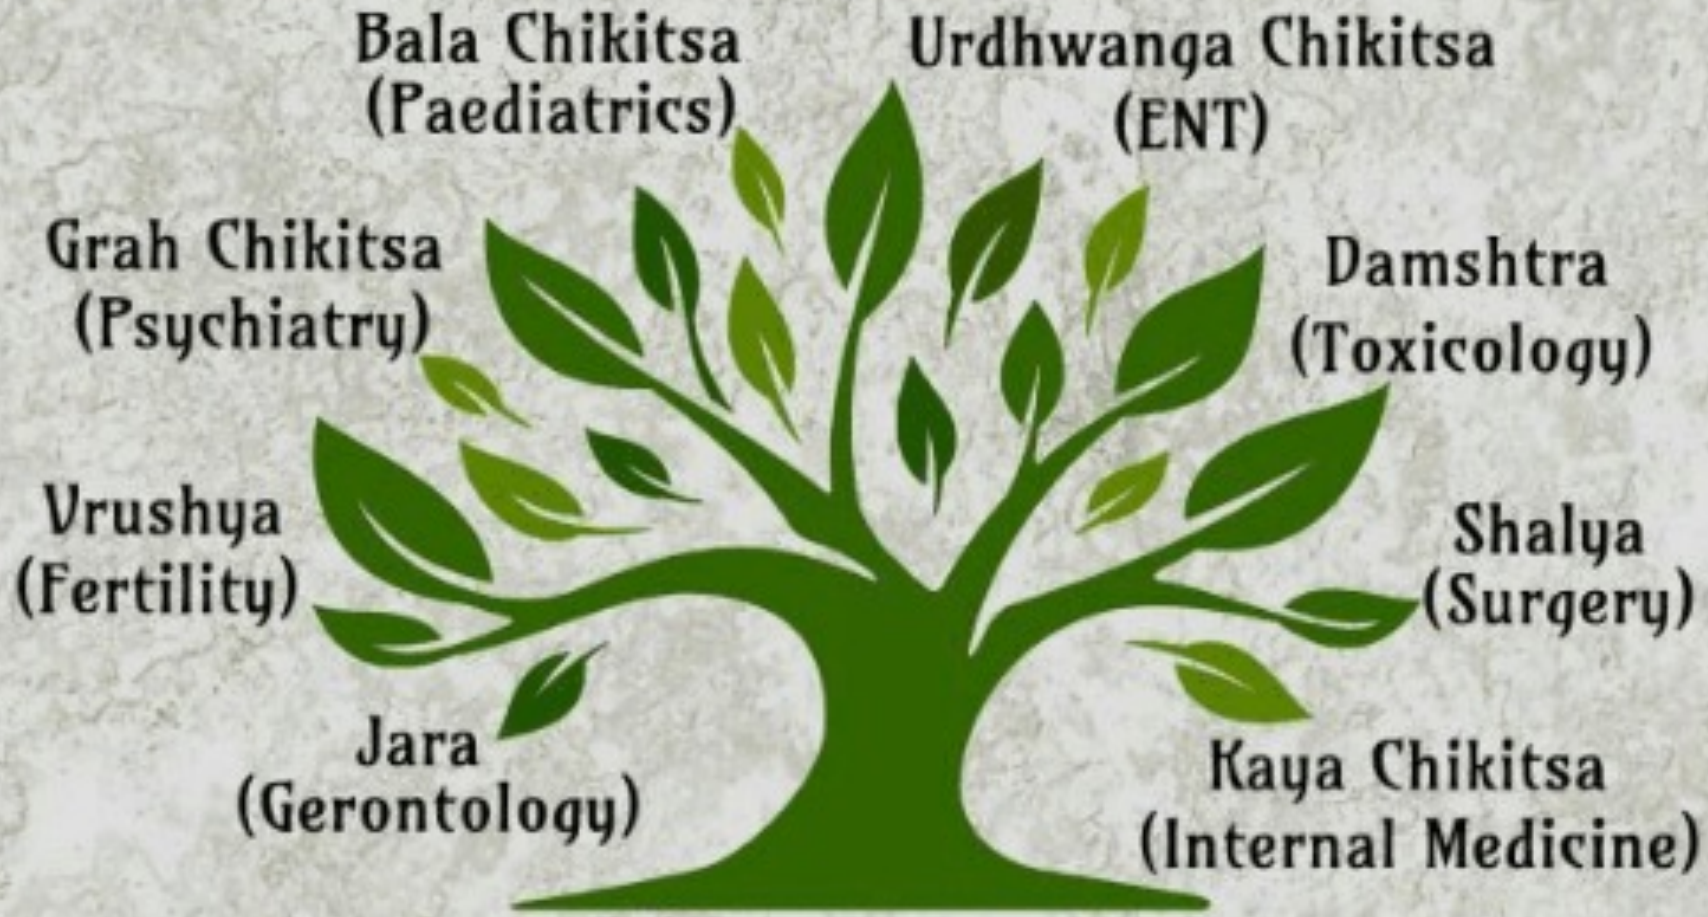 Bala Chikitsa
(Paediatrics)
Urdhwanga Chikitsa
(ENT)
Grah Chikitsa
(Psychiatry)
Damshtra
(Toxicology)
Vrushya
(Fertility)
Shalya
(Surgery)
Jara
(Gerontology)
Kaya Chikitsa
(Internal Medicine)